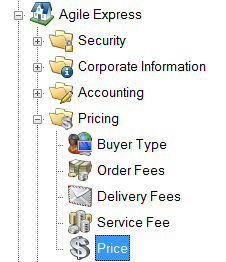 Agile Express
Security
Corporate Information
Accounting
Pricing
Buyer Type
Order Fees
Delivery Fees
Service Fee
Price